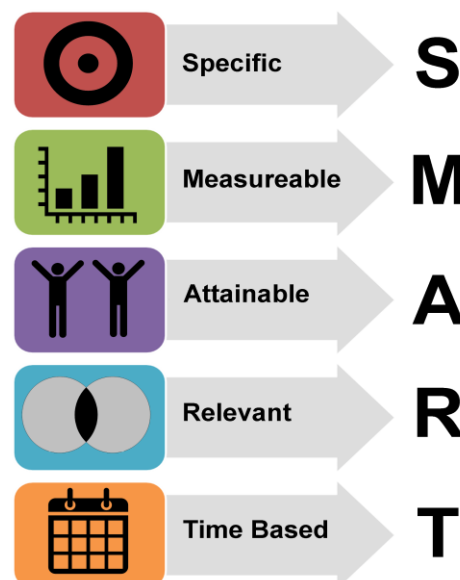 Specific S
Measureable M
Attainable A
Relevant R
Time Based T